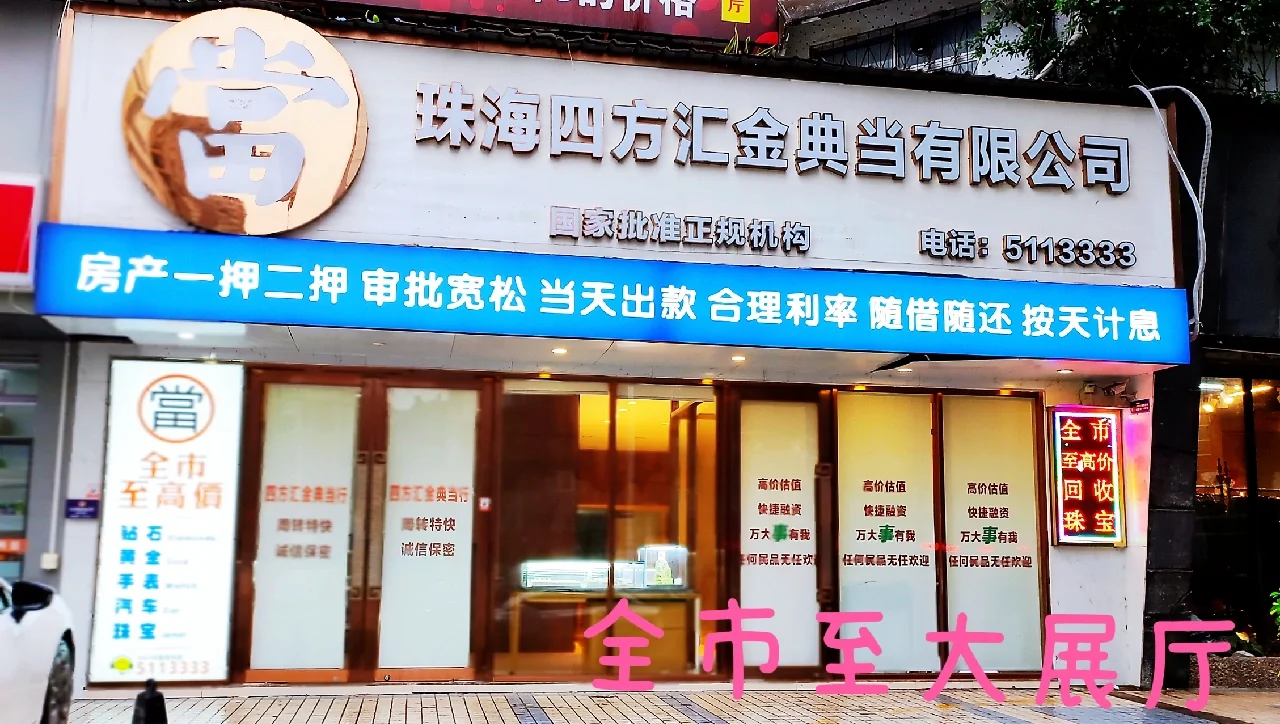 的价格
厅
當
珠海四方汇金典当有限公司
国家批准正规机构
电话：5113333
房产一押二押 审批宽松 当天出款 合理利率 随借随还 按天计息
當
全市
至高價
钻石
黄金
手表
汽车
珠宝
5113333
四方汇金典当行
周转特快
诚信保密
四方汇金典当行
周转特快
诚信保密
高价估值
快捷融资
万大事有我
任何民品无任欢
高价估值
快捷融资
万大事有我
任何民品无任欢迎
高价估值
快捷融资
万大事有我
任何民品无任欢迎
全市
至高价
回收
珠宝
全市至大展厅